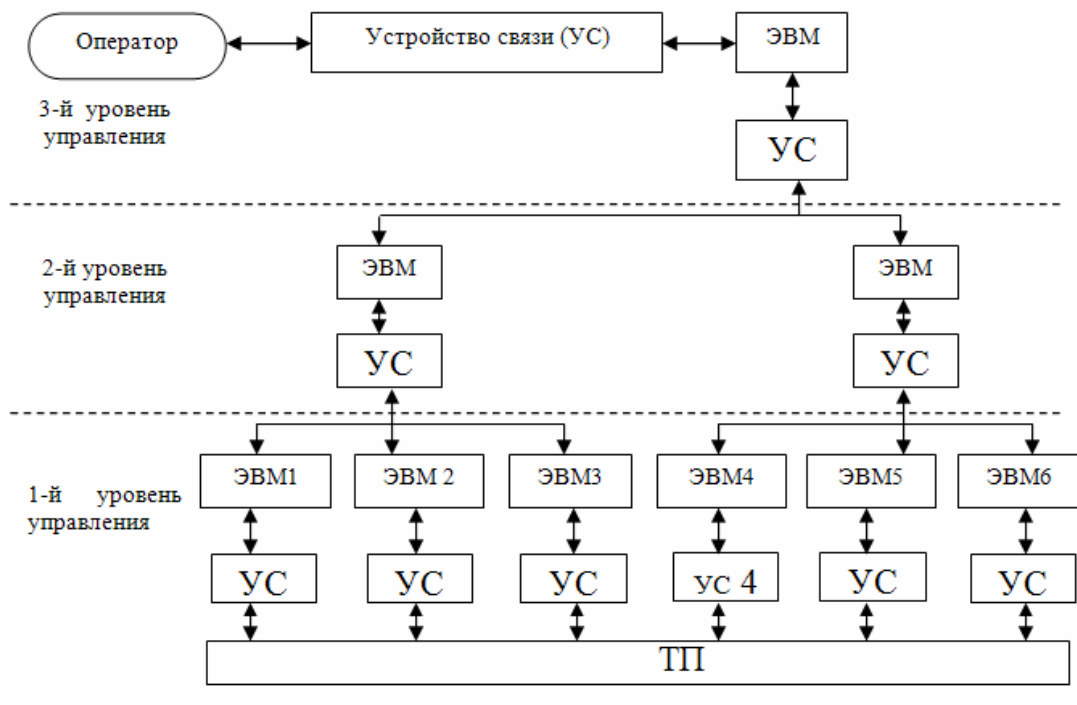 Оператор
Устройство связи (УС)
ЭВМ
3-й уровень
управления
УС
2-й уровень
управления
ЭВМ
ЭВМ
УС
УС
1-й уровень
управления
ЭВМ1
ЭВМ 2
ЭВМ3
ЭВМ4
ЭВМ5
ЭВМ6
УС
УС
УС
УС 4
УС
УС
ТП